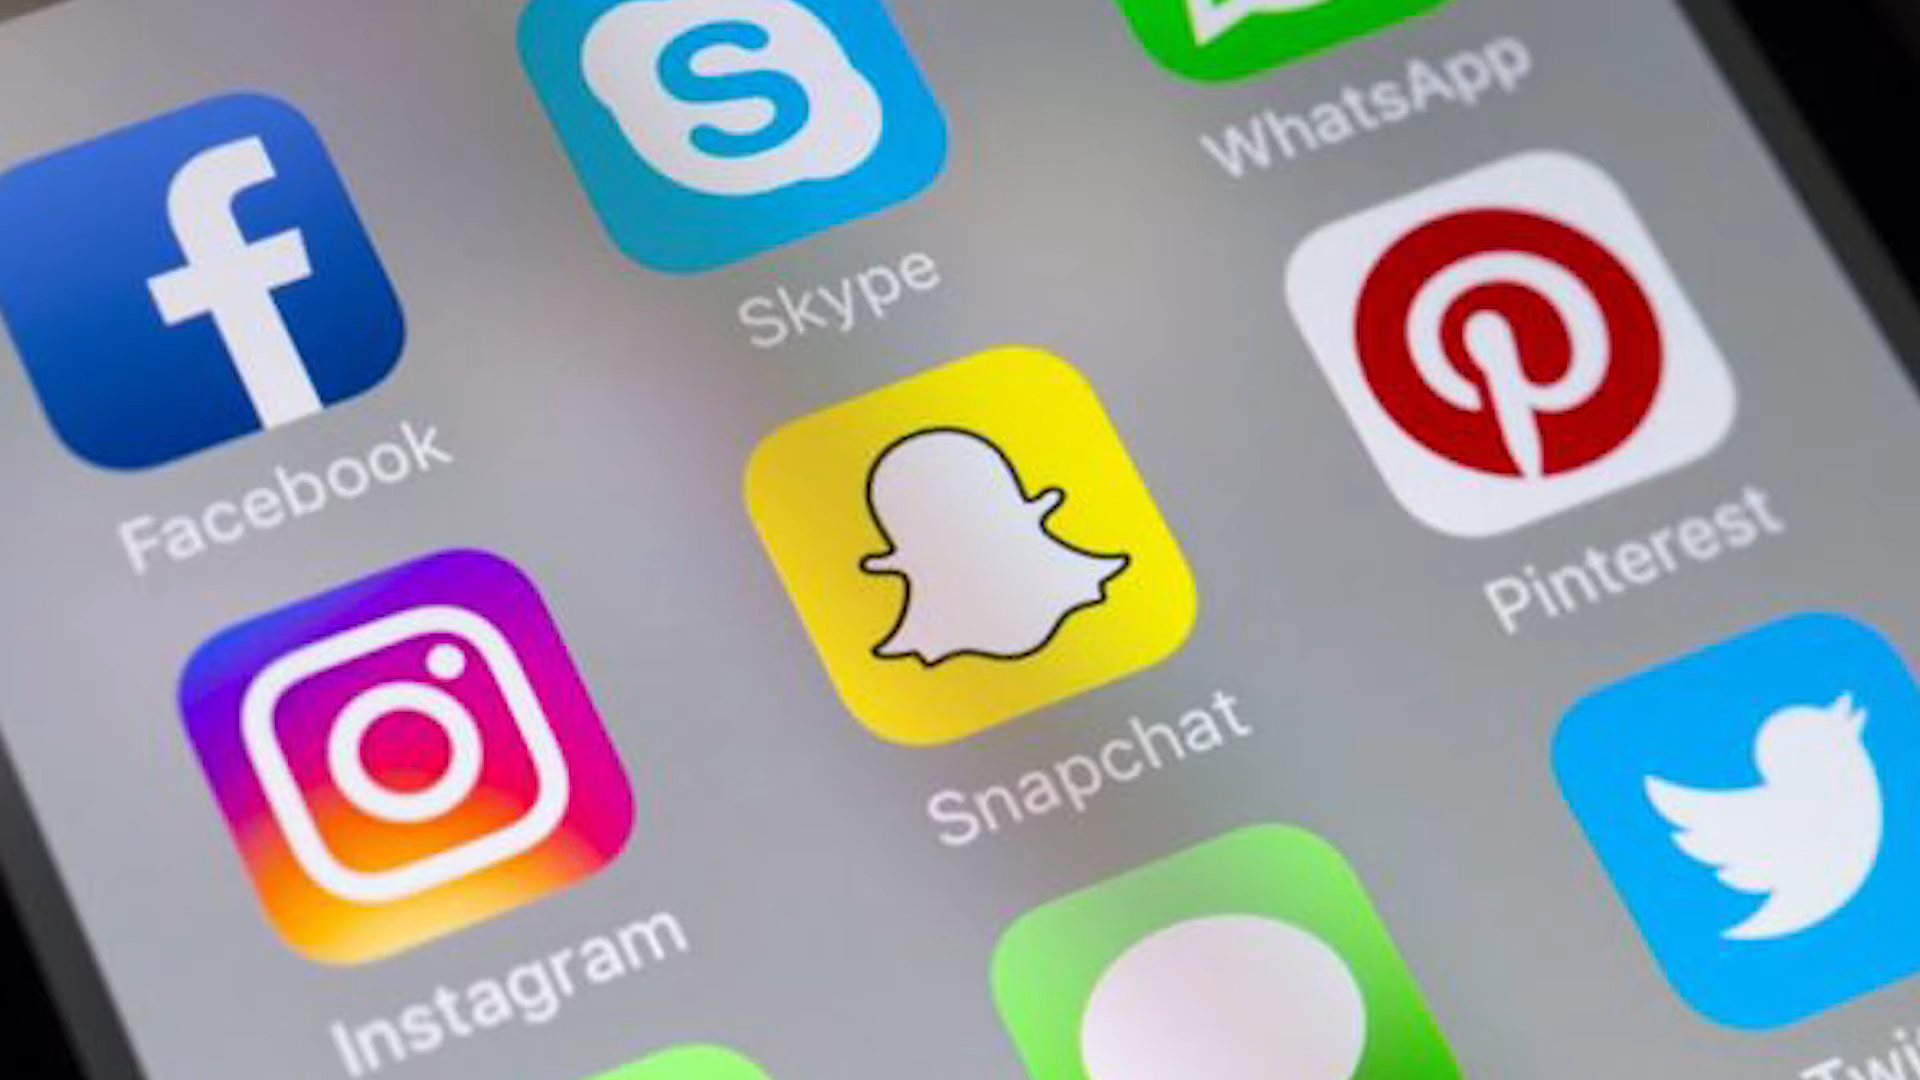 WhatsApp
Skype
Facebook
Pinterest
Snapchat
Instagram